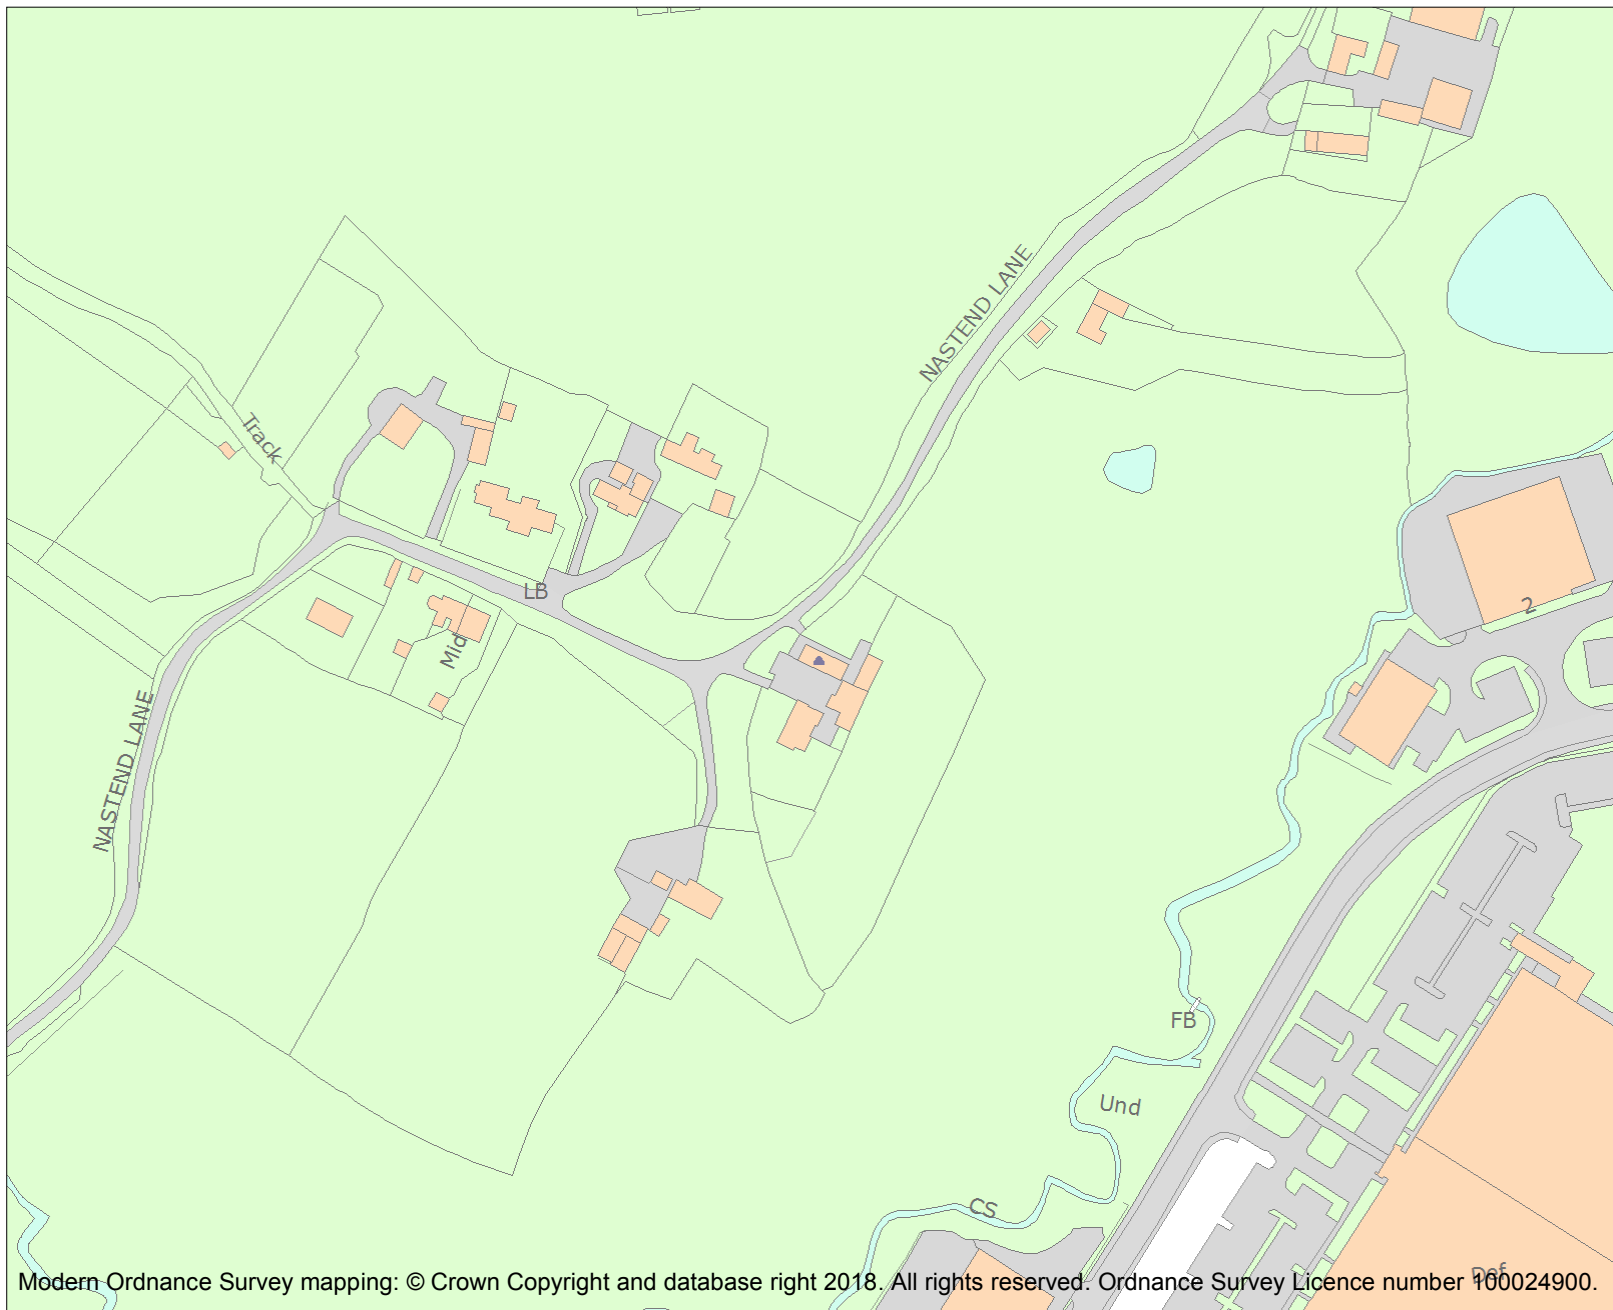 NASTEND LANE
Track
2
LB
Mid
NASTEND LANE
FB
Und
CS
Def
Modern Ordnance Survey mapping: © Crown Copyright and database right 2018. All rights reserved. Ordnance Survey Licence number 100024900.